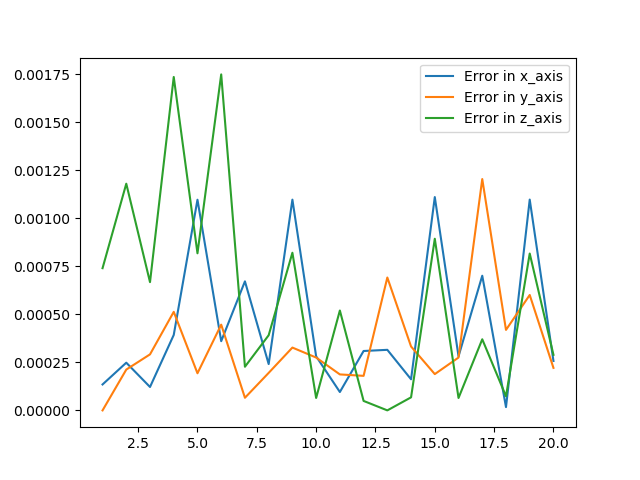 Error in x_axis
Error in y_axis
Error in z_axis
0.00175
0.00150
0.00125
0.00100
0.00075
0.00050
0.00025
0.00000
2.5 5.0 7.5 10.0 12.5 15.0 17.5 20.0